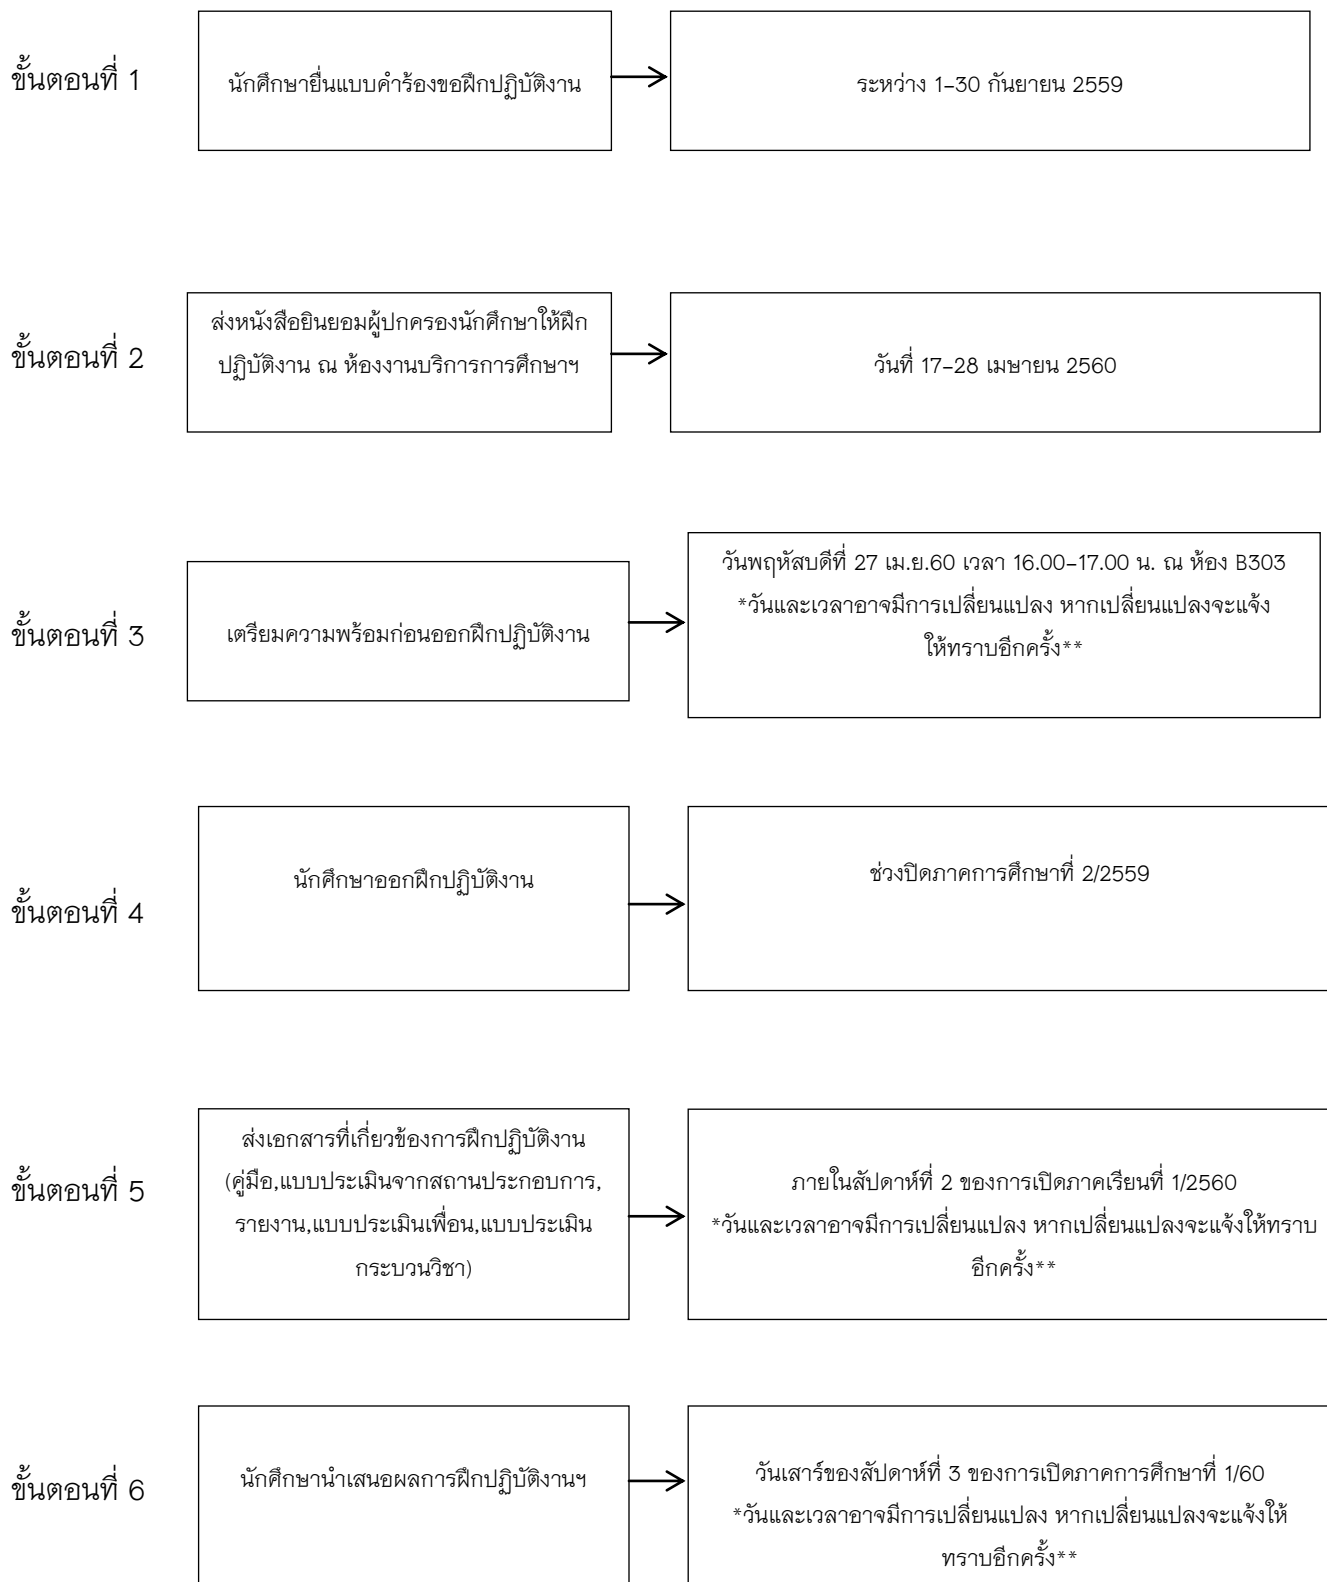 ขั้นตอนที่ 1
นักศึกษายื่นแบบคำร้องขอฝึกปฏิบัติงาน
ระหว่าง 1-30 กันยายน 2559
ขั้นตอนที่ 2
ส่งหนังสือยินยอมผู้ปกครองนักศึกษาให้ฝึก
ปฏิบัติงาน ณ ห้องงานบริการการศึกษาฯ
วันที่ 17-28 เมษายน 2560
ขั้นตอนที่ 3
เตรียมความพร้อมก่อนออกฝึกปฏิบัติงาน
วันพฤหัสบดีที่ 27 เม.ย.60 เวลา 16.00-17.00 น. ณ ห้อง B303
*วันและเวลาอาจมีการเปลี่ยนแปลง หากเปลี่ยนแปลงจะแจ้ง
ให้ทราบอีกครั้ง**
ขั้นตอนที่ 4
นักศึกษาออกฝึกปฏิบัติงาน
ช่วงปิดภาคการศึกษาที่ 2/2559
ขั้นตอนที่ 5
ส่งเอกสารที่เกี่ยวข้องการฝึกปฏิบัติงาน
(คู่มือ,แบบประเมินจากสถานประกอบการ,
รายงาน,แบบประเมินเพื่อน,แบบประเมิน
กระบวนวิชา)
ภายในสัปดาห์ที่ 2 ของการเปิดภาคเรียนที่ 1/2560
*วันและเวลาอาจมีการเปลี่ยนแปลง หากเปลี่ยนแปลงจะแจ้งให้ทราบ
อีกครั้ง**
ขั้นตอนที่ 6
นักศึกษานำเสนอผลการฝึกปฏิบัติงานฯ
วันเสาร์ของสัปดาห์ที่ 3 ของการเปิดภาคการศึกษาที่ 1/60
*วันและเวลาอาจมีการเปลี่ยนแปลง หากเปลี่ยนแปลงจะแจ้งให้
ทราบอีกครั้ง**